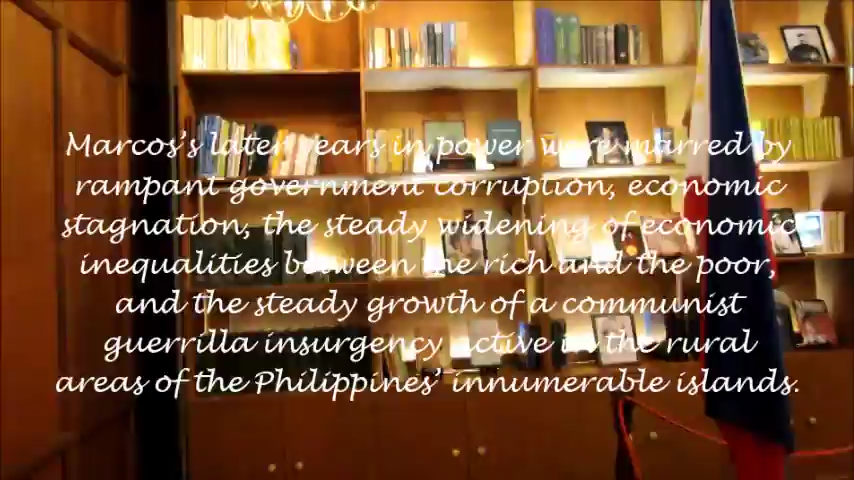 Marcos's later years in power were marred by
rampant government corruption, economic
stagnation, the steady widening of economic
inequalities between the rich and the poor,
and the steady growth of a communist
guerrilla insurgency active in the rural
areas of the Philippines' innumerable islands.